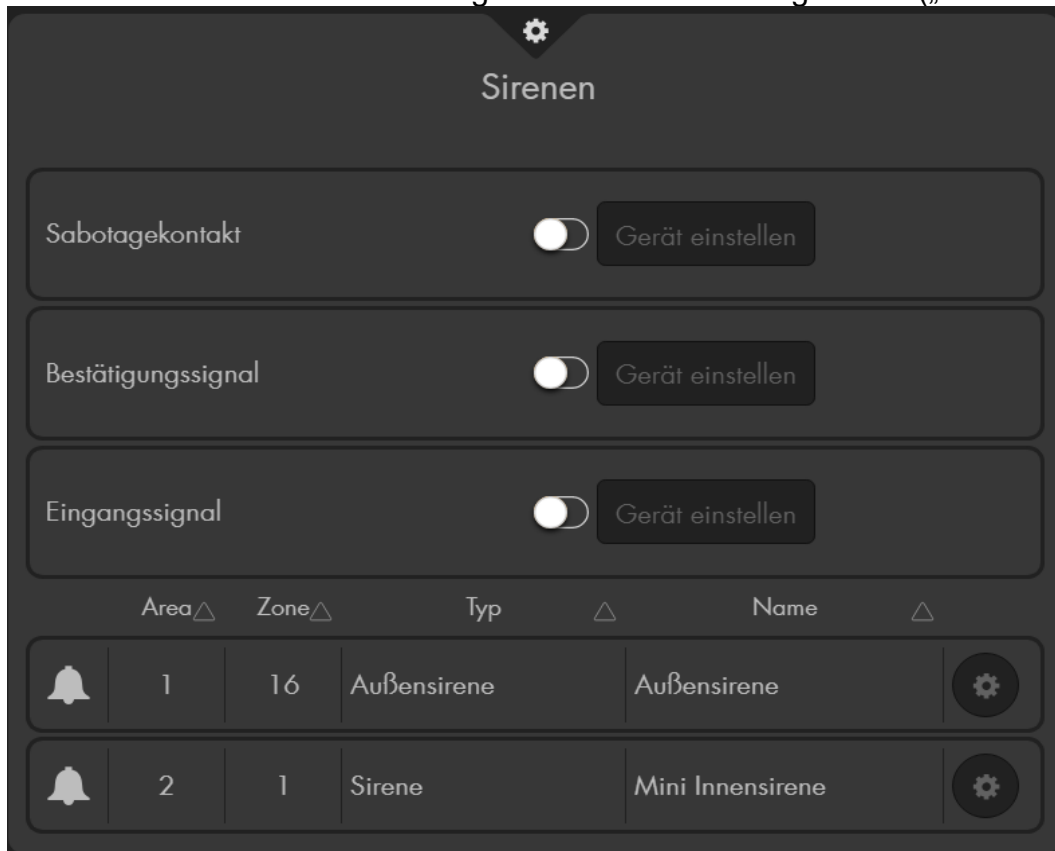 Sirenen
Sabotagekontakt Gerät einstellen
Bestätigungssignal Gerät einstellen
Eingangssignal Gerät einstellen
Area Zone Typ Name
1 16 Außensirene Außensirene
2 1 Sirene Mini Innensirene